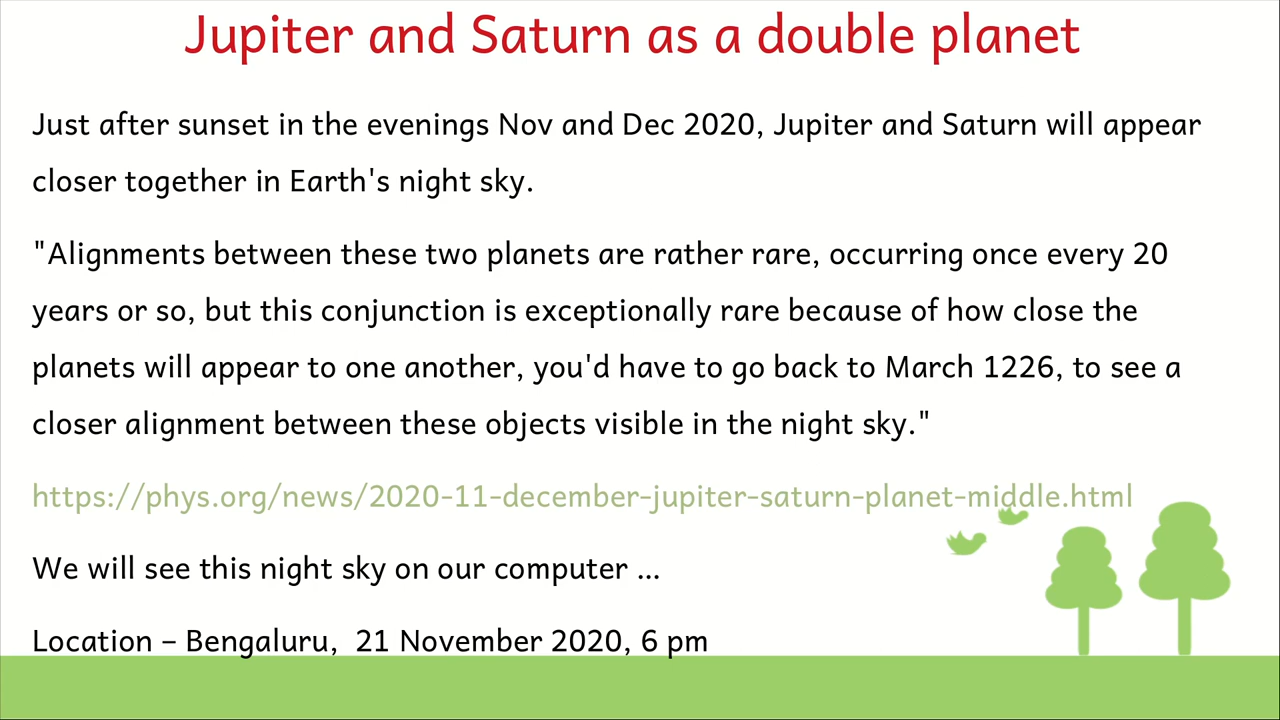 Jupiter and Saturn as a double planet
Just after sunset in the evenings Nov and Dec 2020, Jupiter and Saturn will appear
closer together in Earth's night sky.
"Alignments between these two planets are rather rare, occurring once every 20
years or so, but this conjunction is exceptionally rare because of how close the
planets will appear to one another, you'd have to go back to March 1226, to see a
closer alignment between these objects visible in the night sky."
https://phys.org/news/2020-11-december-jupiter-saturn-planet-middle.html
We will see this night sky on our computer ...
Location – Bengaluru,  21 November 2020, 6 pm